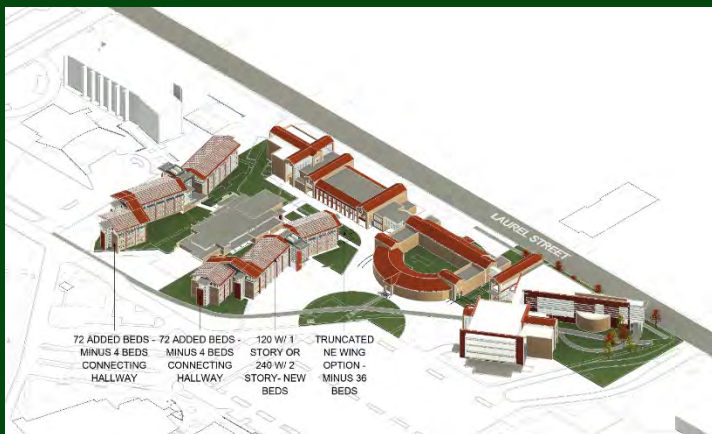 LAUREL STREET
72 ADDED BEDS -
MINUS 4 BEDS
CONNECTING
HALLWAY
72 ADDED BEDS -
MINUS 4 BEDS
CONNECTING
HALLWAY
120 W/ 1
STORY OR
240 W/ 2
STORY- NEW
BEDS
TRUNCATED
NE WING
OPTION -
MINUS 36
BEDS